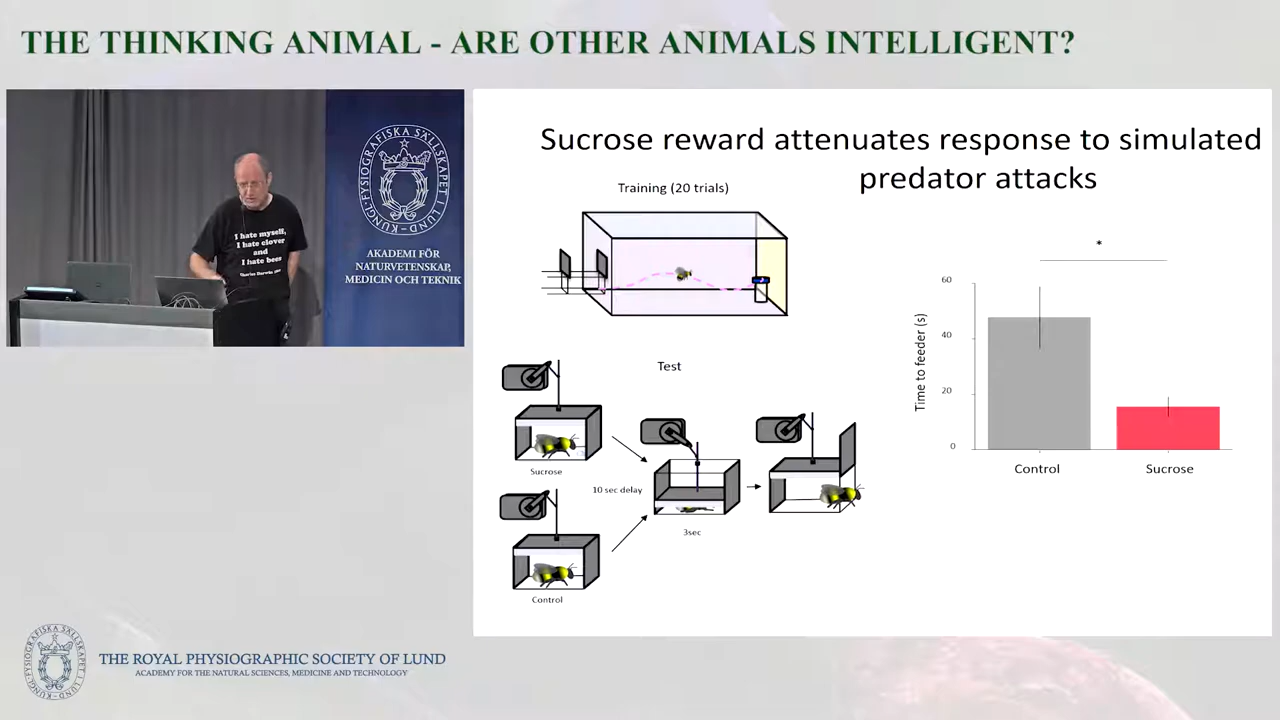 THE THINKING ANIMAL - ARE OTHER ANIMALS INTELLIGENT?
KUNGL·FYSIOGRAFISKA SÄLLSKAPET I LUND
AKADEMI FÖR
NATURVETENSKAP,
MEDICIN OCH TEKNIK
I hate myself,
I hate clover
and
I hate bees
Sucrose reward attenuates response to simulated
predator attacks
Training (20 trials)
Test
Sucrose
10 sec delay
3sec
Control
*
Time to feeder (s)
60
40
20
0
Control
Sucrose
THE ROYAL PHYSIOGRAPHIC SOCIETY OF LUND
ACADEMY FOR THE NATURAL SCIENCES, MEDICINE AND TECHNOLOGY